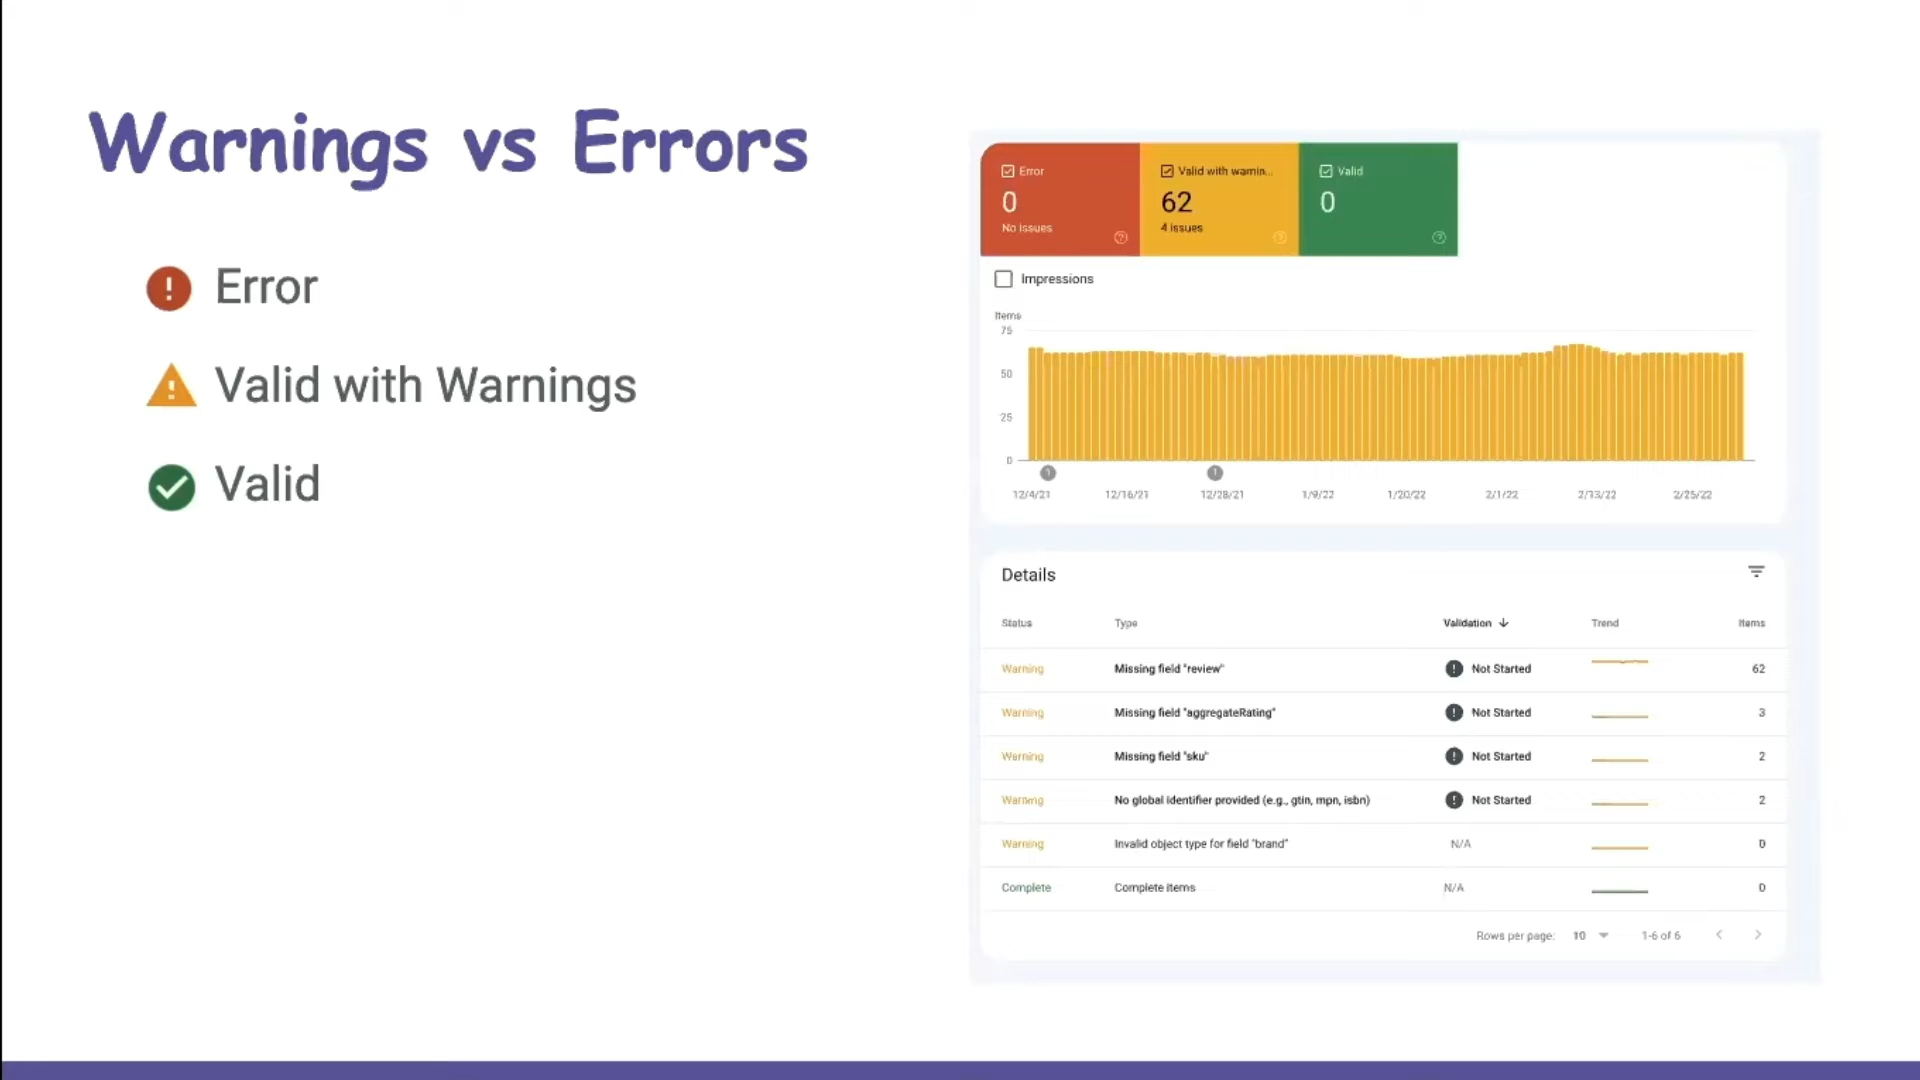 Warnings vs Errors
Error
Valid with Warnings
Valid
Error
0
No issues
Valid with warnin...
62
4 issues
Valid
0
Impressions
Items
75
50
25
0
12/4/21 12/16/21 12/28/21 1/9/22 1/20/22 2/1/22 2/13/22 2/25/22
Details
Status Type Validation Trend Items
Warning Missing field "review" Not Started 62
Warning Missing field "aggregateRating" Not Started 3
Warning Missing field "sku" Not Started 2
Warning No global identifier provided (e.g., gtin, mpn, isbn) Not Started 2
Warning Invalid object type for field "brand" N/A 0
Complete Complete items N/A 0
Rows per page: 10 1-6 of 6